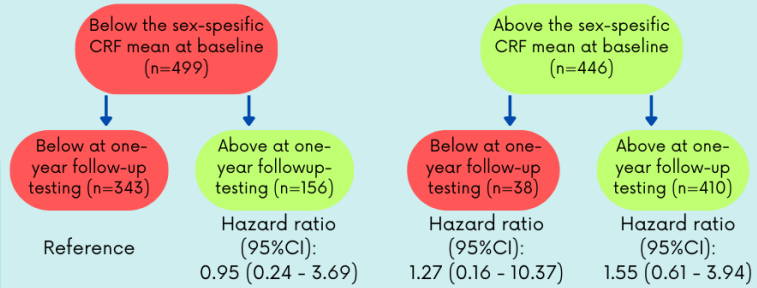 Below the sex-spesific
CRF mean at baseline
(n=499)
Above the sex-spesific
CRF mean at baseline
(n=446)
Below at one-
year follow-up
testing (n=343)
Above at one-
year followup-
testing (n=156)
Below at one-
year follow-up
testing (n=38)
Above at one-
year follow-up
testing (n=410)
Reference
Hazard ratio
(95%CI):
0.95 (0.24 - 3.69)
Hazard ratio
(95%CI):
1.27 (0.16 - 10.37)
Hazard ratio
(95%CI):
1.55 (0.61 - 3.94)